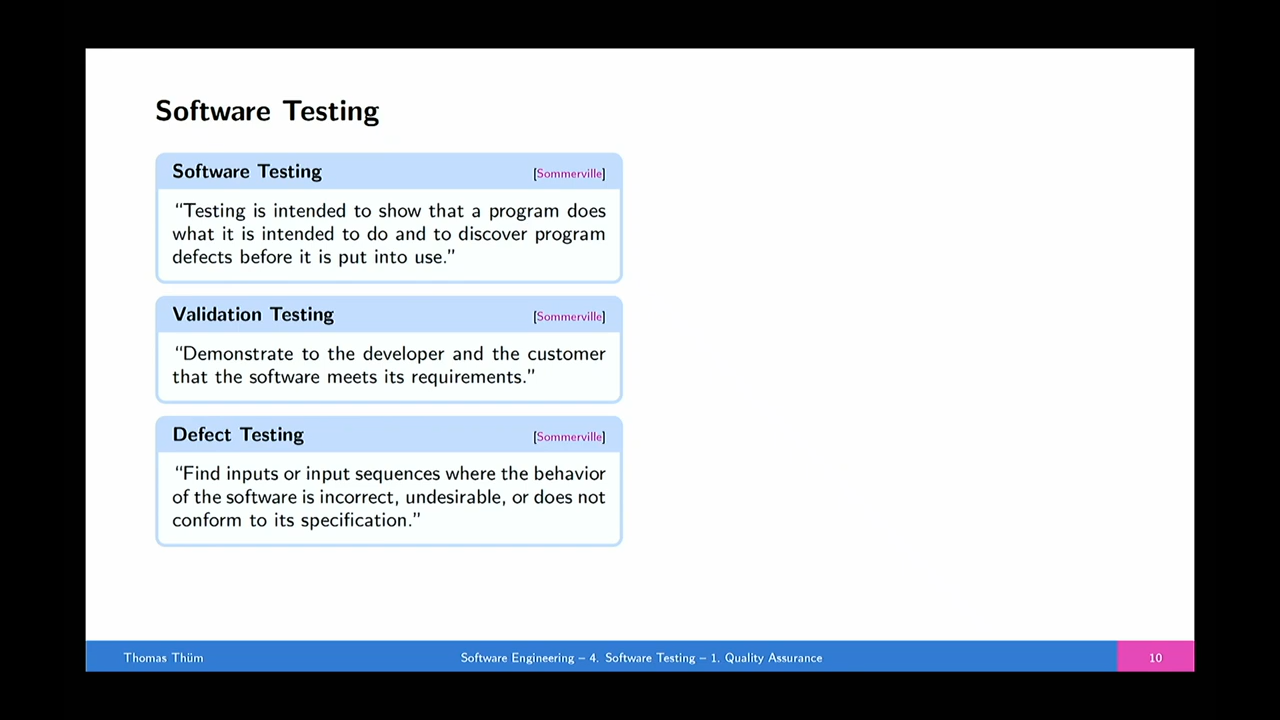 Software Testing
Software Testing [Sommerville]
“Testing is intended to show that a program does
what it is intended to do and to discover program
defects before it is put into use.”
Validation Testing [Sommerville]
“Demonstrate to the developer and the customer
that the software meets its requirements.”
Defect Testing [Sommerville]
“Find inputs or input sequences where the behavior
of the software is incorrect, undesirable, or does not
conform to its specification.”
Thomas Thüm Software Engineering – 4. Software Testing – 1. Quality Assurance 10